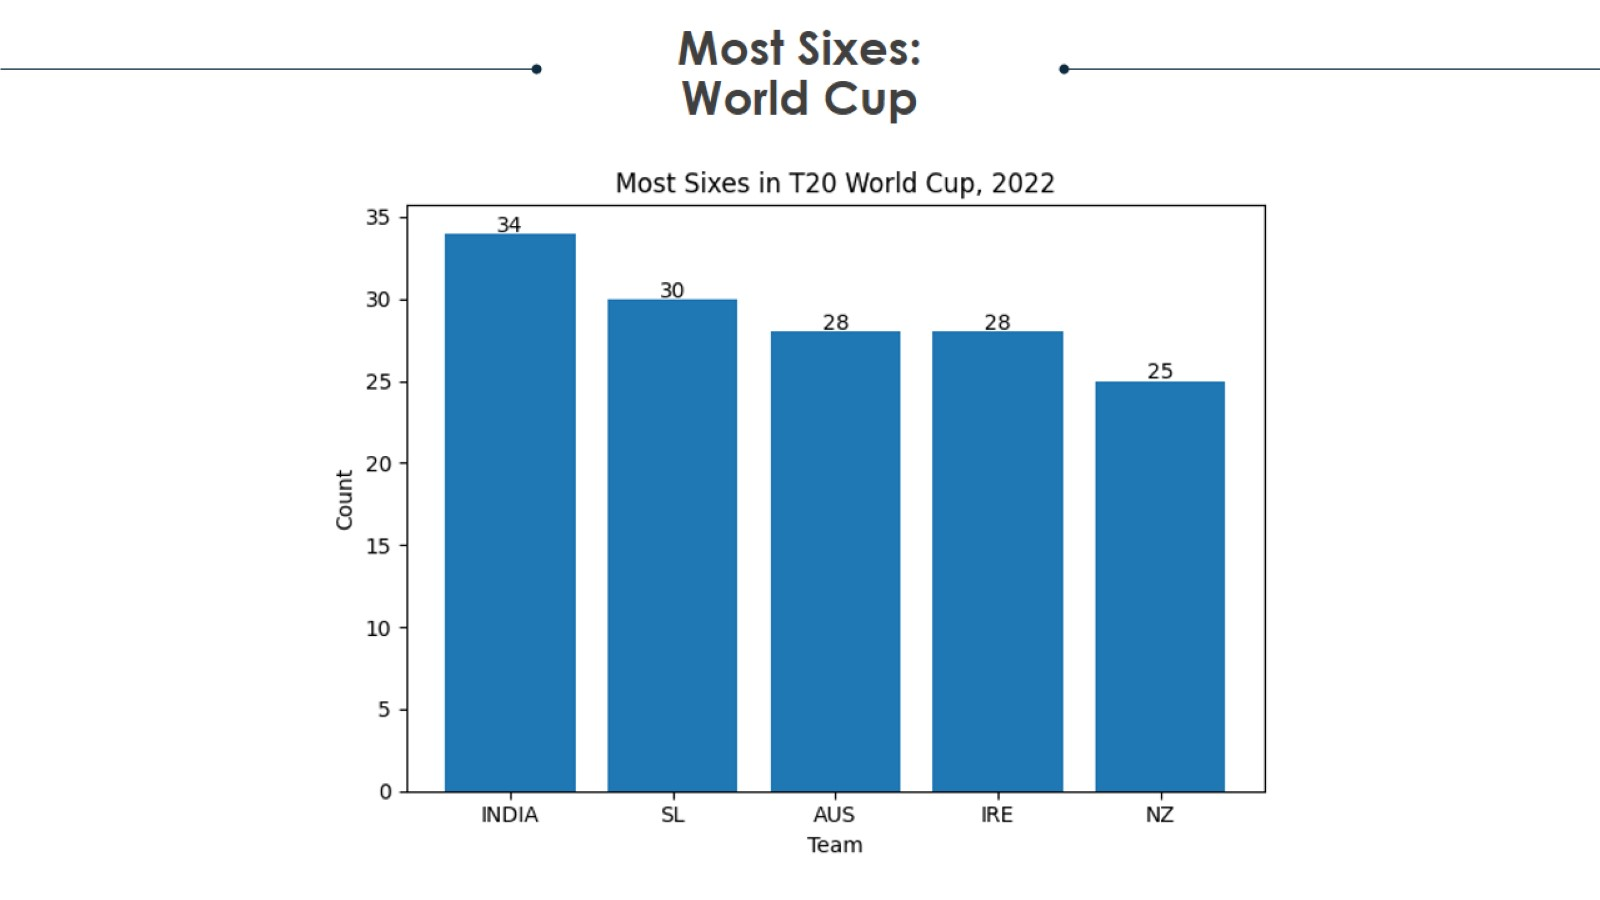 Most Sixes:
World Cup
Most Sixes in T20 World Cup, 2022
35
30
25
20
15
10
5
0
Count
34
30
28
28
25
INDIA
SL
AUS
IRE
NZ
Team